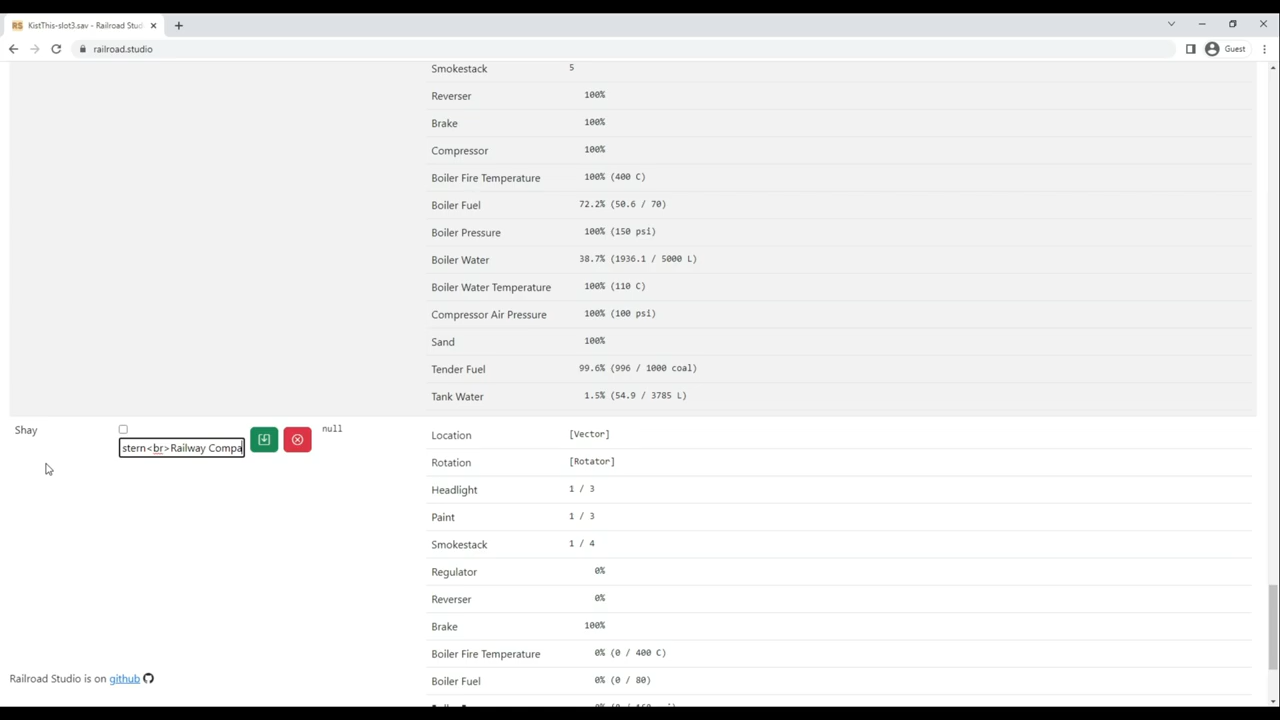 RS KistThis-slot3.sav - Railroad Stud
railroad.studio
Guest
Smokestack 5
Reverser 100%
Brake 100%
Compressor 100%
Boiler Fire Temperature 100% (400 C)
Boiler Fuel 72.2% (50.6 / 70)
Boiler Pressure 100% (150 psi)
Boiler Water 38.7% (1936.1 / 5000 L)
Boiler Water Temperature 100% (110 C)
Compressor Air Pressure 100% (100 psi)
Sand 100%
Tender Fuel 99.6% (996 / 1000 coal)
Tank Water 1.5% (54.9 / 3785 L)
Shay null
stern<br>Railway Compa
Location [Vector]
Rotation [Rotator]
Headlight 1 / 3
Paint 1 / 3
Smokestack 1 / 4
Regulator 0%
Reverser 0%
Brake 100%
Boiler Fire Temperature 0% (0 / 400 C)
Boiler Fuel 0% (0 / 80)
Railroad Studio is on github